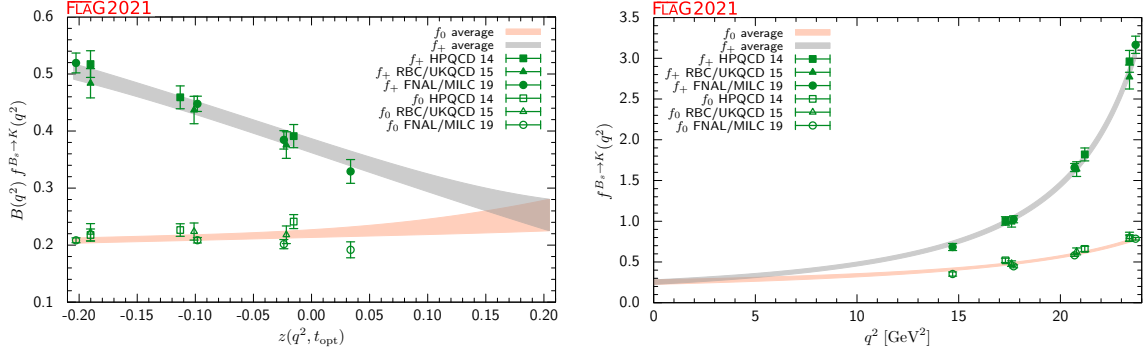 FLAG2021
B(q²) f^{B_s→K}(q²)
0.6
0.5
0.4
0.3
0.2
0.1
f₀ average
f₊ average
f₊ HPQCD 14
f₊ RBC/UKQCD 15
f₊ FNAL/MILC 19
f₀ HPQCD 14
f₀ RBC/UKQCD 15
f₀ FNAL/MILC 19
-0.20 -0.15 -0.10 -0.05 0.00 0.05 0.10 0.15 0.20
z(q², t_opt)
FLAG2021
f^{B_s→K}(q²)
3.5
3.0
2.5
2.0
1.5
1.0
0.5
0.0
f₀ average
f₊ average
f₊ HPQCD 14
f₊ RBC/UKQCD 15
f₊ FNAL/MILC 19
f₀ HPQCD 14
f₀ RBC/UKQCD 15
f₀ FNAL/MILC 19
0 5 10 15 20
q² [GeV²]